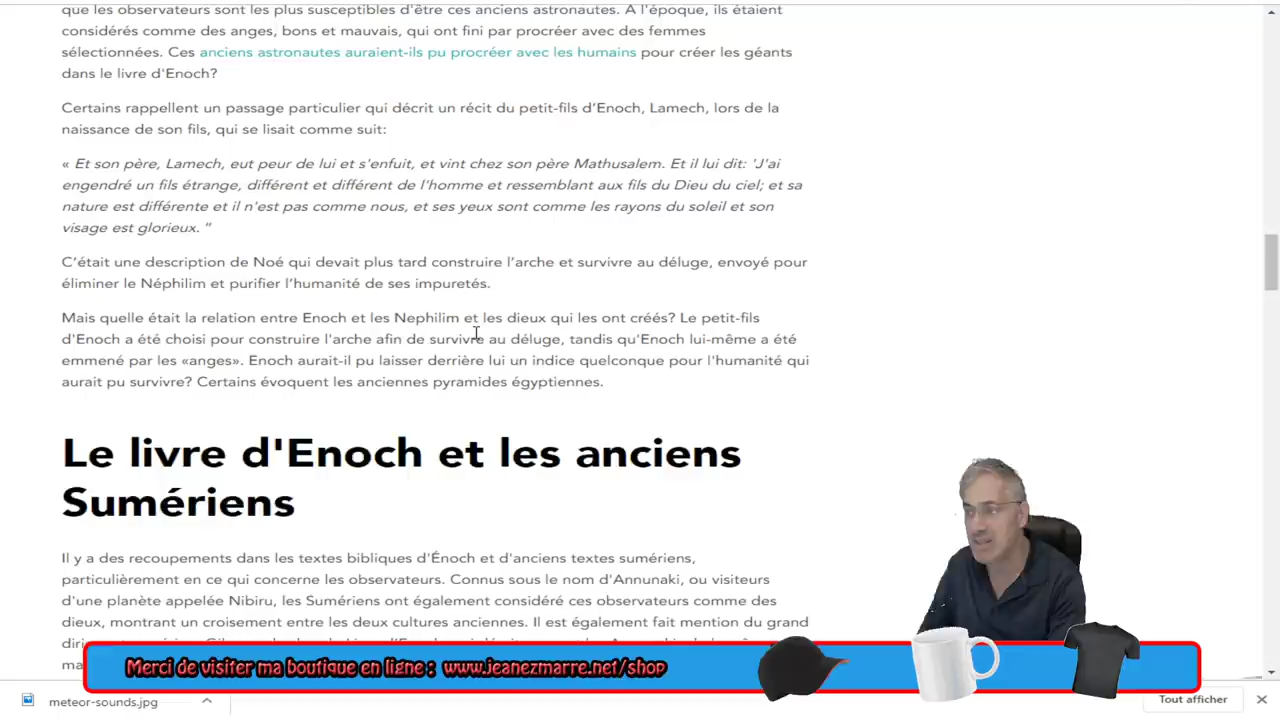 que les observateurs sont les plus susceptibles d'être ces anciens astronautes. A l'époque, ils étaient
considérés comme des anges, bons et mauvais, qui ont fini par procréer avec des femmes
sélectionnées. Ces anciens astronautes auraient-ils pu procréer avec les humains pour créer les géants
dans le livre d'Enoch?
Certains rappellent un passage particulier qui décrit un récit du petit-fils d'Enoch, Lamech, lors de la
naissance de son fils, qui se lisait comme suit:
« Et son père, Lamech, eut peur de lui et s'enfuit, et vint chez son père Mathusalem. Et il lui dit: 'J'ai
engendré un fils étrange, différent et différent de l'homme et ressemblant aux fils du Dieu du ciel; et sa
nature est différente et il n'est pas comme nous, et ses yeux sont comme les rayons du soleil et son
visage est glorieux. "
C'était une description de Noé qui devait plus tard construire l'arche et survivre au déluge, envoyé pour
éliminer le Néphilim et purifier l'humanité de ses impuretés.
Mais quelle était la relation entre Enoch et les Nephilim et les dieux qui les ont créés? Le petit-fils
d'Enoch a été choisi pour construire l'arche afin de survivre au déluge, tandis qu'Enoch lui-même a été
emmené par les «anges». Enoch aurait-il pu laisser derrière lui un indice quelconque pour l'humanité qui
aurait pu survivre? Certains évoquent les anciennes pyramides égyptiennes.
Le livre d'Enoch et les anciens
Sumériens
Il y a des recoupements dans les textes bibliques d'Énoch et d'anciens textes sumériens,
particulièrement en ce qui concerne les observateurs. Connus sous le nom d'Annunaki, ou visiteurs
d'une planète appelée Nibiru, les Sumériens ont également considéré ces observateurs comme des
dieux, montrant un croisement entre les deux cultures anciennes. Il est également fait mention du grand
Merci de visiter ma boutique en ligne : www.jeanezmarre.net/shop
meteor-sounds.jpg
Tout afficher